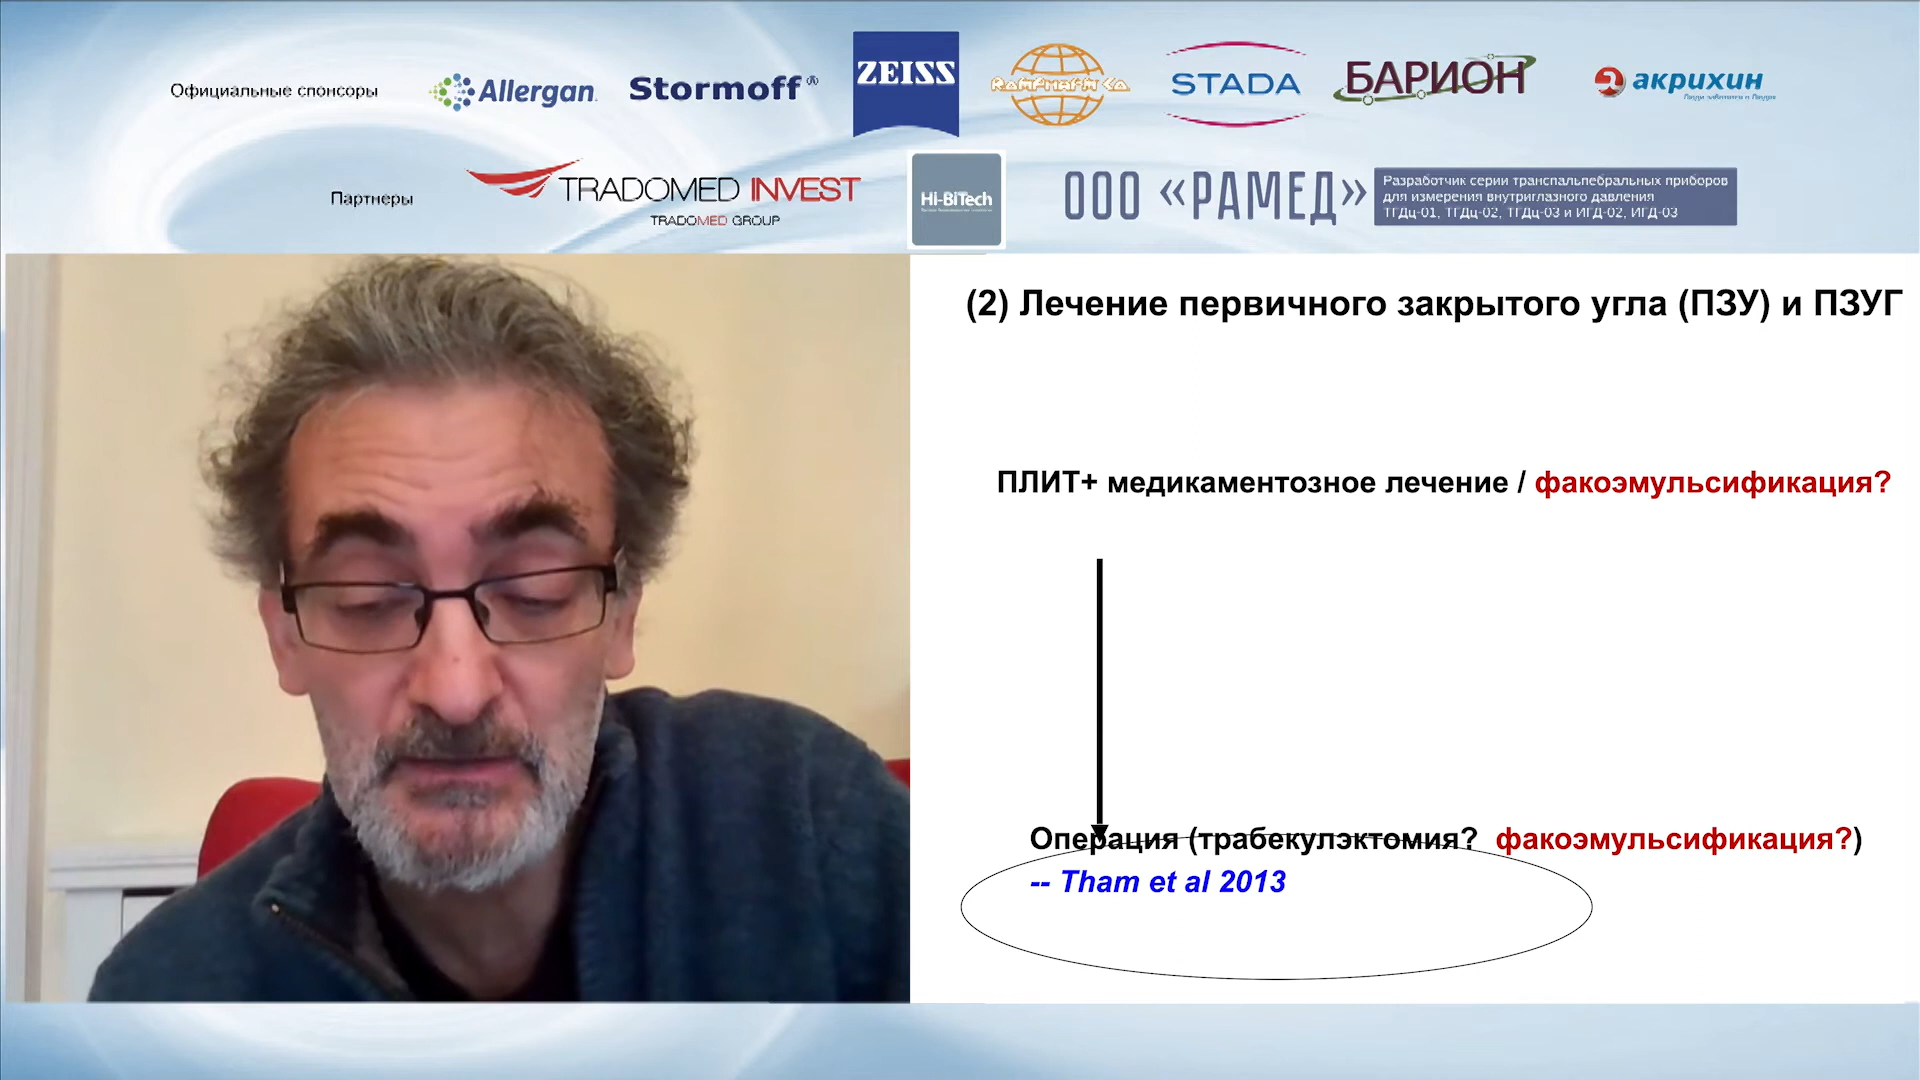 Официальные спонсоры
Allergan
Stormoff®
ZEISS
STADA
БАРИОН
акрихин
Партнеры
TRADOMED INVEST
TRADOMED GROUP
Hi-BiTech
ООО «РАМЕД»
Разработчик серии транспальпебральных приборов
для измерения внутриглазного давления
ТГДц-01, ТГДц-02, ТГДц-03 и ИГД-02, ИГД-03
(2) Лечение первичного закрытого угла (ПЗУ) и ПЗУГ
ПЛИТ+ медикаментозное лечение / факоэмульсификация?
Операция (трабекулэктомия? факоэмульсификация?)
-- Tham et al 2013